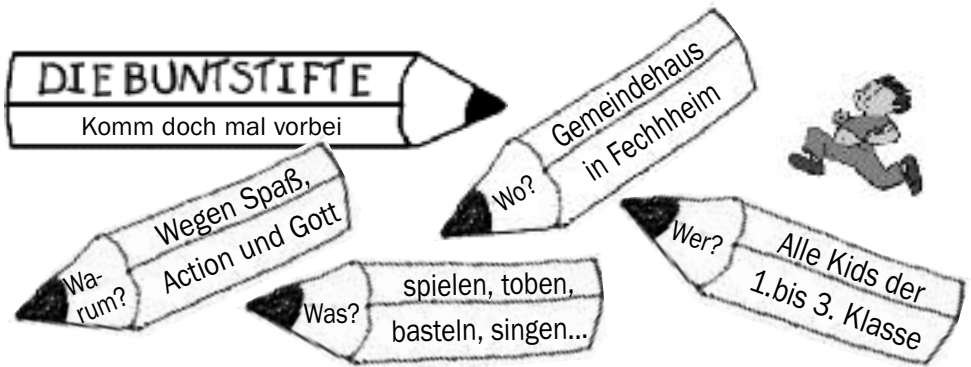 DIE BUNTSTIFTE
Komm doch mal vorbei
Wo?
Gemeindehaus
in Fechhheim
Wa-
rum?
Wegen Spaß,
Action und Gott
Was?
spielen, toben,
basteln, singen...
Wer?
Alle Kids der
1.bis 3. Klasse